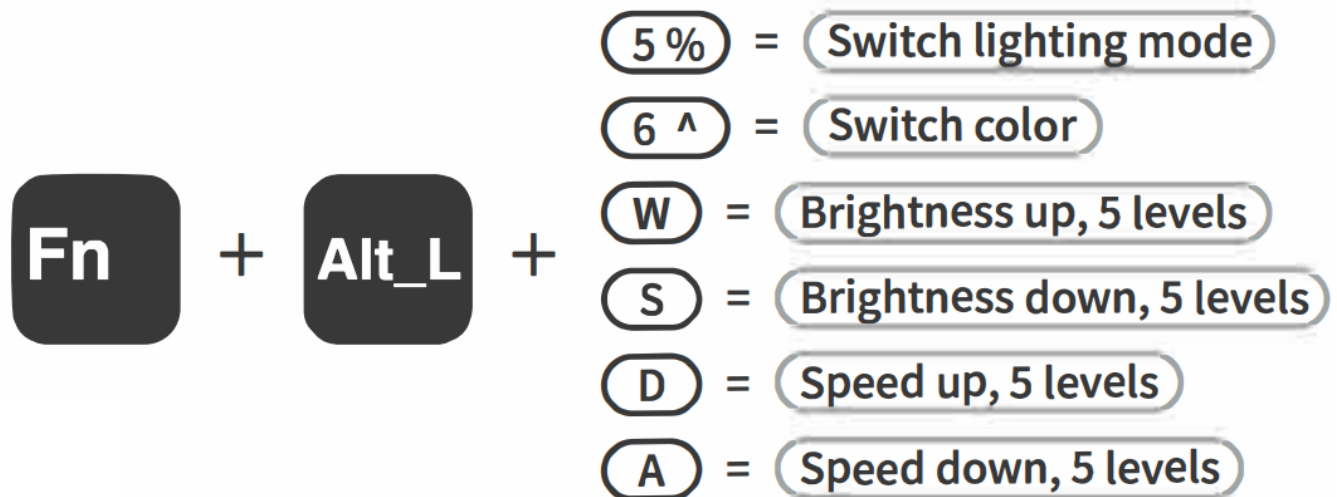 5 % = Switch lighting mode
6 ^ = Switch color
W = Brightness up, 5 levels
Fn + Alt_L +
S = Brightness down, 5 levels
D = Speed up, 5 levels
A = Speed down, 5 levels